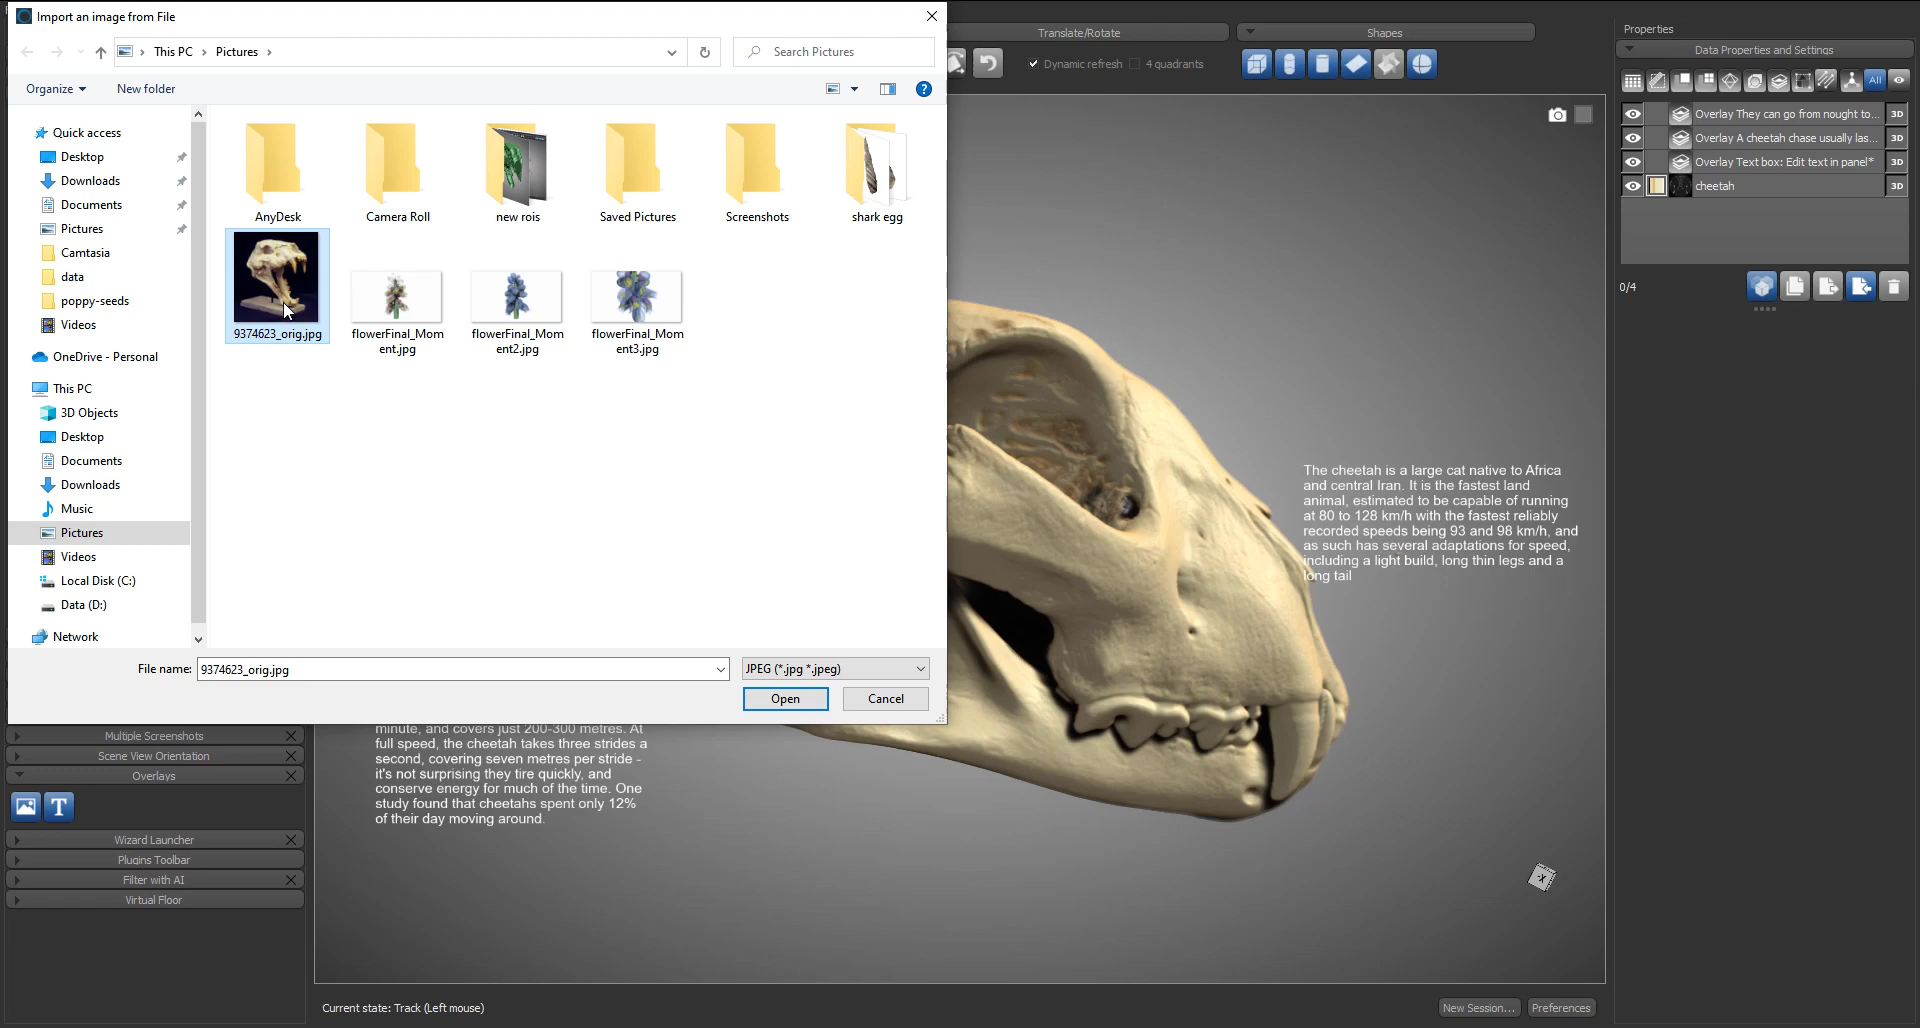 Import an image from File
This PC
Pictures
Search Pictures
Organize
New folder
Quick access
Desktop
Downloads
Documents
Pictures
Camtasia
data
poppy-seeds
Videos
OneDrive - Personal
This PC
3D Objects
Desktop
Documents
Downloads
Music
Pictures
Videos
Local Disk (C:)
Data (D:)
Network
AnyDesk
Camera Roll
new rois
Saved Pictures
Screenshots
shark egg
9374623_orig.jpg
flowerFinal_Mom
ent.jpg
flowerFinal_Mom
ent2.jpg
flowerFinal_Mom
ent3.jpg
File name:
9374623_orig.jpg
JPEG (*.jpg *.jpeg)
Open
Cancel
Translate/Rotate
Dynamic refresh
4 quadrants
Shapes
Properties
Data Properties and Settings
All
Overlay They can go from nought to...
3D
Overlay A cheetah chase usually las...
3D
Overlay Text box: Edit text in panel*
3D
cheetah
3D
0/4
The cheetah is a large cat native to Africa
and central Iran. It is the fastest land
animal, estimated to be capable of running
at 80 to 128 km/h with the fastest reliably
recorded speeds being 93 and 98 km/h, and
as such has several adaptations for speed,
including a light build, long thin legs and a
long tail
Multiple Screenshots
Scene View Orientation
Overlays
T
Wizard Launcher
Plugins Toolbar
Filter with AI
Virtual Floor
minute, and covers just 200-300 metres. At
full speed, the cheetah takes three strides a
second, covering seven metres per stride -
it's not surprising they tire quickly, and
conserve energy for much of the time. One
study found that cheetahs spent only 12%
of their day moving around.
-X
Current state: Track (Left mouse)
New Session...
Preferences